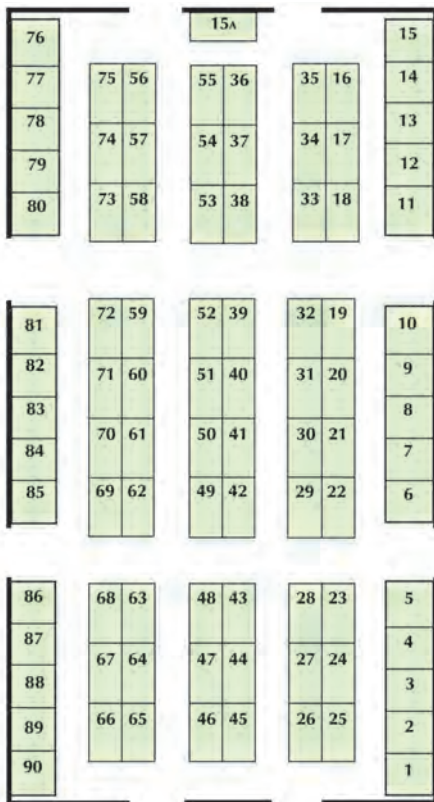 15A
76 15
77 75 56 55 36 35 16 14
78 13
79 74 57 54 37 34 17 12
80 73 58 53 38 33 18 11
81 72 59 52 39 32 19 10
82 71 60 51 40 31 20 9
83 8
84 70 61 50 41 30 21 7
85 69 62 49 42 29 22 6
86 68 63 48 43 28 23 5
87 4
88 67 64 47 44 27 24 3
89 66 65 46 45 26 25 2
90 1